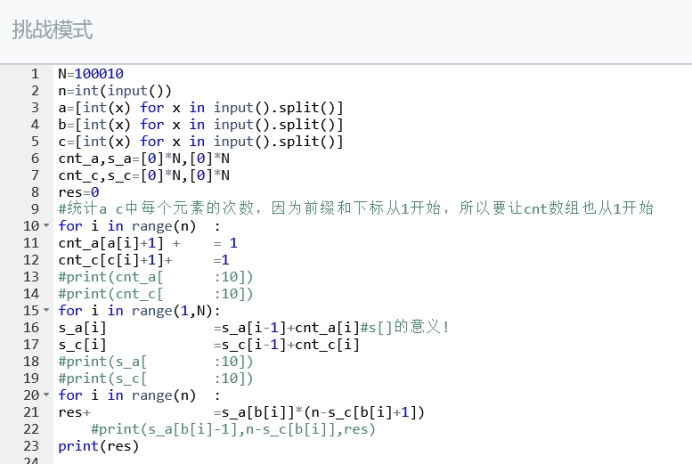 挑战模式
1 N=100010
2 n=int(input())
3 a=[int(x) for x in input().split()]
4 b=[int(x) for x in input().split()]
5 c=[int(x) for x in input().split()]
6 cnt_a,s_a=[0]*N,[0]*N
7 cnt_c,s_c=[0]*N,[0]*N
8 res=0
9 #统计a c中每个元素的次数，因为前缀和下标从1开始，所以要让cnt数组也从1开始
10 for i in range(n)  :
11 cnt_a[a[i]+1] +    = 1
12 cnt_c[c[i]+1]+     =1
13 #print(cnt_a[      :10])
14 #print(cnt_c[      :10])
15 for i in range(1,N):
16 s_a[i]             =s_a[i-1]+cnt_a[i]#s[]的意义!
17 s_c[i]             =s_c[i-1]+cnt_c[i]
18 #print(s_a[        :10])
19 #print(s_c[        :10])
20 for i in range(n)  :
21 res+               =s_a[b[i]]*(n-s_c[b[i]+1])
22     #print(s_a[b[i]-1],n-s_c[b[i]],res)
23 print(res)
24